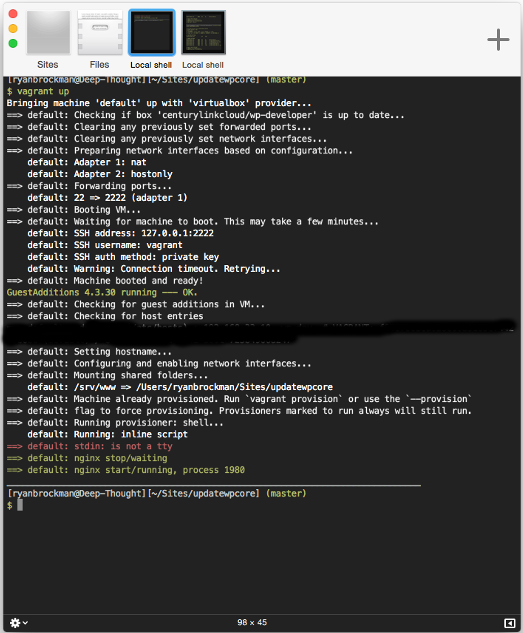 Sites
Files
Local shell
Local shell
[ryanbrockman@Deep-Thought][~/Sites/updatewpcore] (master)
$ vagrant up
Bringing machine 'default' up with 'virtualbox' provider...
==> default: Checking if box 'centurylinkcloud/wp-developer' is up to date...
==> default: Clearing any previously set forwarded ports...
==> default: Clearing any previously set network interfaces...
==> default: Preparing network interfaces based on configuration...
default: Adapter 1: nat
default: Adapter 2: hostonly
==> default: Forwarding ports...
default: 22 => 2222 (adapter 1)
==> default: Booting VM...
==> default: Waiting for machine to boot. This may take a few minutes...
default: SSH address: 127.0.0.1:2222
default: SSH username: vagrant
default: SSH auth method: private key
default: Warning: Connection timeout. Retrying...
==> default: Machine booted and ready!
GuestAdditions 4.3.30 running --- OK.
==> default: Checking for guest additions in VM...
==> default: Checking for host entries
==> default: Setting hostname...
==> default: Configuring and enabling network interfaces...
==> default: Mounting shared folders...
default: /srv/www => /Users/ryanbrockman/Sites/updatewpcore
==> default: Machine already provisioned. Run `vagrant provision` or use the `--provision`
==> default: flag to force provisioning. Provisioners marked to run always will still run.
==> default: Running provisioner: shell...
default: Running: inline script
==> default: stdin: is not a tty
==> default: nginx stop/waiting
==> default: nginx start/running, process 1980
[ryanbrockman@Deep-Thought][~/Sites/updatewpcore] (master)
$
98 × 45